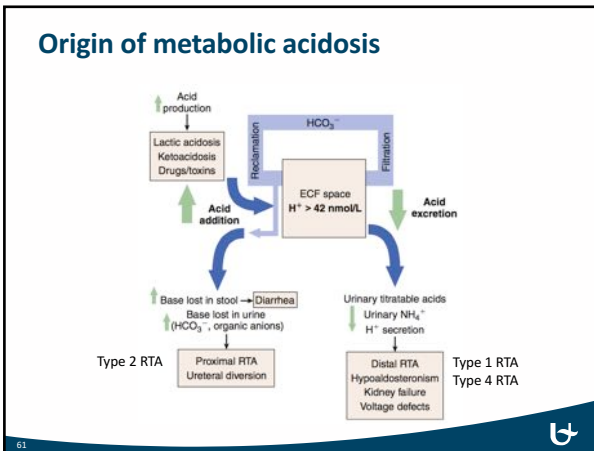 Origin of metabolic acidosis
Acid
production
Lactic acidosis
Ketoacidosis
Drugs/toxins
Acid
addition
HCO₃⁻
Reclamation
Filtration
ECF space
H⁺ > 42 nmol/L
Acid
excretion
Base lost in stool
Diarrhea
Base lost in urine
(HCO₃⁻, organic anions)
Type 2 RTA
Proximal RTA
Ureteral diversion
Urinary titratable acids
Urinary NH₄⁺
H⁺ secretion
Distal RTA
Hypoaldosteronism
Kidney failure
Voltage defects
Type 1 RTA
Type 4 RTA
61